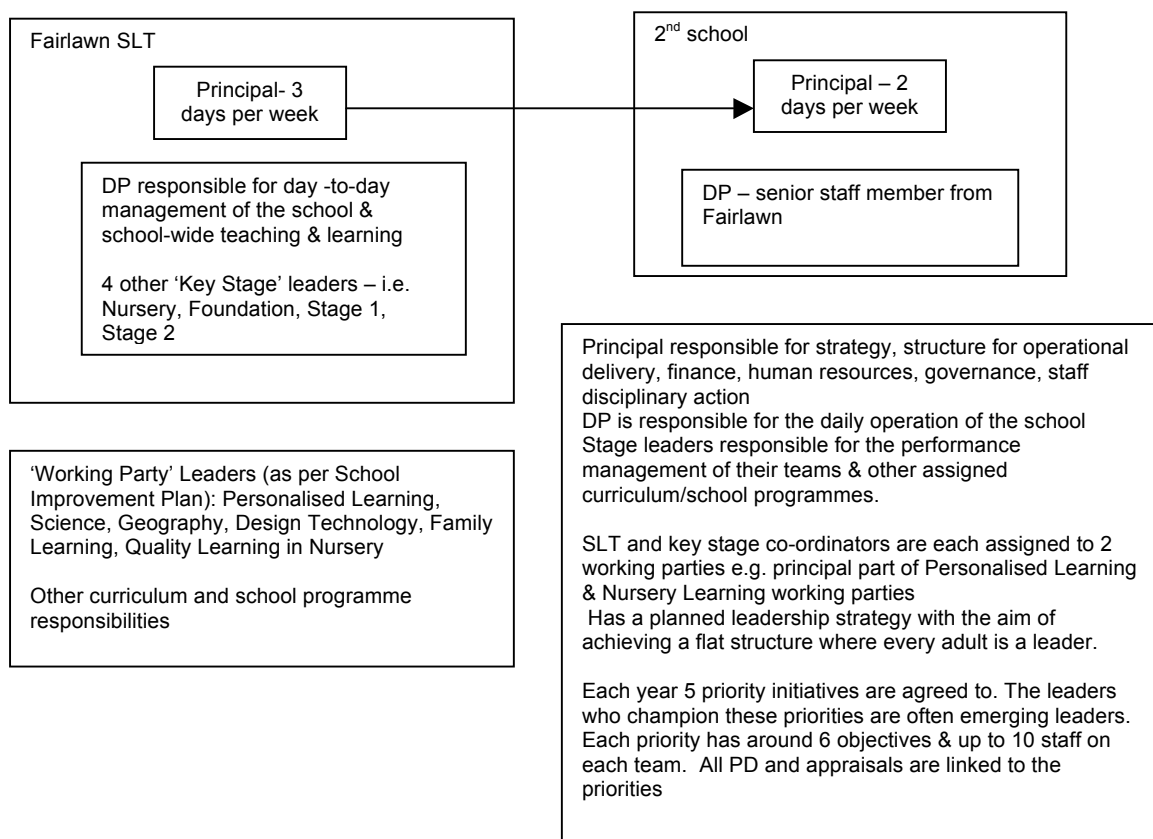 Fairlawn SLT
Principal- 3
days per week
DP responsible for day -to-day
management of the school &
school-wide teaching & learning
4 other ‘Key Stage’ leaders – i.e.
Nursery, Foundation, Stage 1,
Stage 2
2nd school
Principal – 2
days per week
DP – senior staff member from
Fairlawn
‘Working Party’ Leaders (as per School
Improvement Plan): Personalised Learning,
Science, Geography, Design Technology, Family
Learning, Quality Learning in Nursery
Other curriculum and school programme
responsibilities
Principal responsible for strategy, structure for operational
delivery, finance, human resources, governance, staff
disciplinary action
DP is responsible for the daily operation of the school
Stage leaders responsible for the performance
management of their teams & other assigned
curriculum/school programmes.
SLT and key stage co-ordinators are each assigned to 2
working parties e.g. principal part of Personalised Learning
& Nursery Learning working parties
Has a planned leadership strategy with the aim of
achieving a flat structure where every adult is a leader.
Each year 5 priority initiatives are agreed to. The leaders
who champion these priorities are often emerging leaders.
Each priority has around 6 objectives & up to 10 staff on
each team.  All PD and appraisals are linked to the
priorities